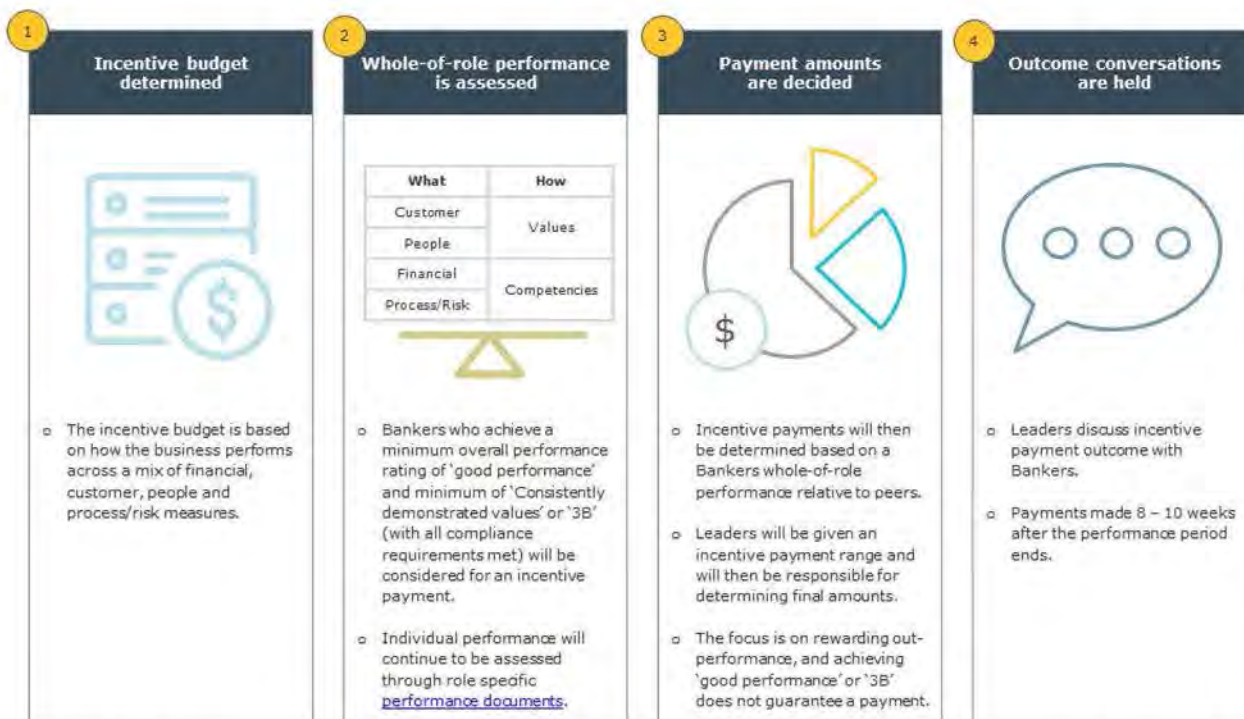 1
Incentive budget
determined
$
o The incentive budget is based
on how the business performs
across a mix of financial,
customer, people and
process/risk measures.
2
Whole-of-role performance
is assessed
What How
Customer
Values
People
Financial
Competencies
Process/Risk
o Bankers who achieve a
minimum overall performance
rating of ‘good performance’
and minimum of ‘Consistently
demonstrated values’ or ‘3B’
(with all compliance
requirements met) will be
considered for an incentive
payment.
o Individual performance will
continue to be assessed
through role specific
performance documents.
3
Payment amounts
are decided
$
o Incentive payments will then
be determined based on a
Bankers whole-of-role
performance relative to peers.
o Leaders will be given an
incentive payment range and
will then be responsible for
determining final amounts.
o The focus is on rewarding out-
performance, and achieving
‘good performance’ or ‘3B’
does not guarantee a payment.
4
Outcome conversations
are held
o Leaders discuss incentive
payment outcome with
Bankers.
o Payments made 8 – 10 weeks
after the performance period
ends.